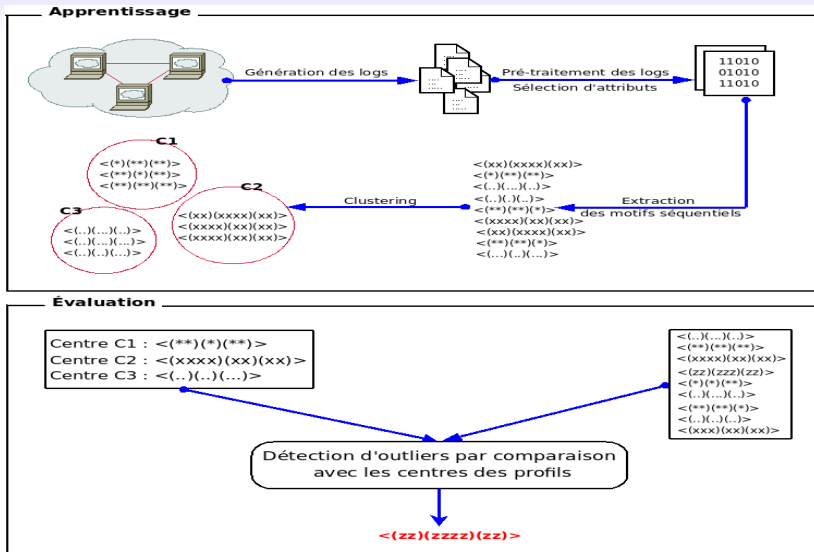 Apprentissage
Génération des logs
Pré-traitement des logs
Sélection d'attributs
11010
01010
11010
C1
<(*)(**)(**)>
<(**)(*)(**)>
<(**)(**)(**)>
C2
<(xx)(xxxx)(xx)>
<(xxxx)(xx)(xx)>
<(xxxx)(xx)(xx)>
C3
<(..)(...)(..)>
<(..)(...)(...)>
<(..)(..)(...)>
Clustering
<(xx)(xxxx)(xx)>
<(*)(**)(**)>
<(..)(...)(..)>
<(..)(.)(..)>
<(**)(**)(*)>
<(xxxx)(xx)(xx)>
<(xx)(xxxx)(xx)>
<(**)(**)(*)>
<(...)(..)(...)>
Extraction
des motifs séquentiels
Évaluation
Centre C1 : <(**)(*)(**)>
Centre C2 : <(xxxx)(xx)(xx)>
Centre C3 : <(..)(..)(...)>
<(..)(...)(..)>
<(**)(**)(**)>
<(xxxx)(xx)(xx)>
<(zz)(zzz)(zz)>
<(*)(*)(**)>
<(..)(...)(..)>
<(**)(**)(*)>
<(..)(..)(..)>
<(xxx)(xx)(xx)>
Détection d'outliers par comparaison
avec les centres des profils
<(zz)(zzzz)(zz)>